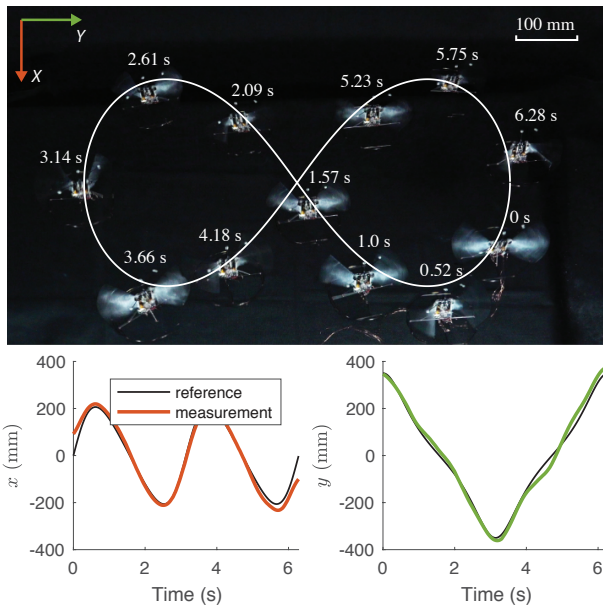 Y
X
100 mm
2.61 s
2.09 s
5.23 s
5.75 s
6.28 s
3.14 s
1.57 s
0 s
3.66 s
4.18 s
1.0 s
0.52 s
400
200
0
-200
-400
x (mm)
reference
measurement
0
2
4
6
Time (s)
400
200
0
-200
-400
y (mm)
0
2
4
6
Time (s)